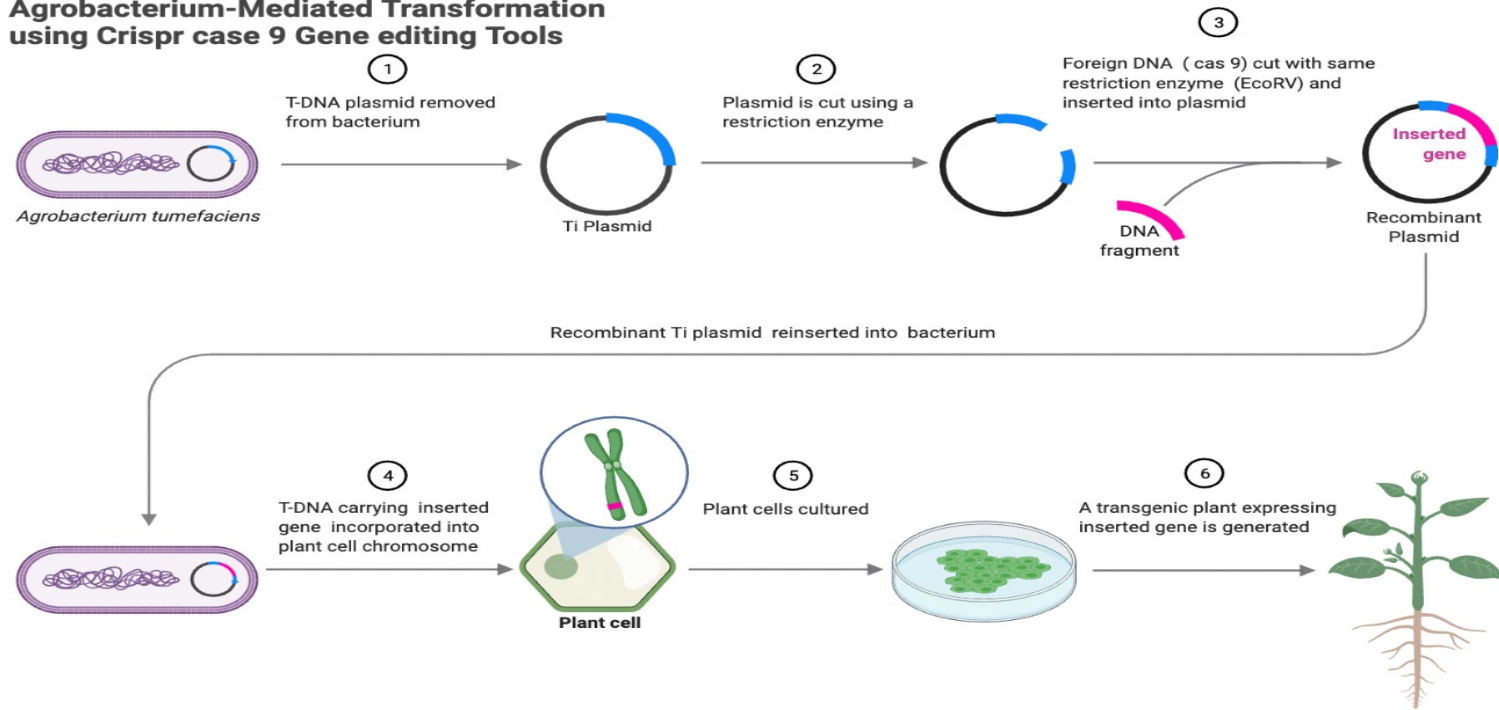 Agrobacterium-Mediated Transformation
using Crispr case 9 Gene editing Tools
1
T-DNA plasmid removed
from bacterium
2
Plasmid is cut using a
restriction enzyme
3
Foreign DNA ( cas 9) cut with same
restriction enzyme (EcoRV) and
inserted into plasmid
Agrobacterium tumefaciens
Ti Plasmid
DNA
fragment
Inserted
gene
Recombinant
Plasmid
Recombinant Ti plasmid reinserted into bacterium
4
T-DNA carrying inserted
gene incorporated into
plant cell chromosome
Plant cell
5
Plant cells cultured
6
A transgenic plant expressing
inserted gene is generated